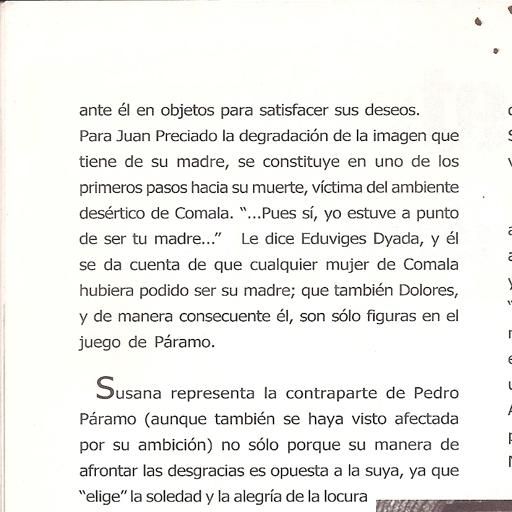 ante él en objetos para satisfacer sus deseos.
Para Juan Preciado la degradación de la imagen que
tiene de su madre, se constituye en uno de los
primeros pasos hacia su muerte, víctima del ambiente
desértico de Comala. “...Pues sí, yo estuve a punto
de ser tu madre...” Le dice Eduviges Dyada, y él
se da cuenta de que cualquier mujer de Comala
hubiera podido ser su madre; que también Dolores,
y de manera consecuente él, son sólo figuras en el
juego de Páramo.
Susana representa la contraparte de Pedro
Páramo (aunque también se haya visto afectada
por su ambición) no sólo porque su manera de
afrontar las desgracias es opuesta a la suya, ya que
“elige” la soledad y la alegría de la locura